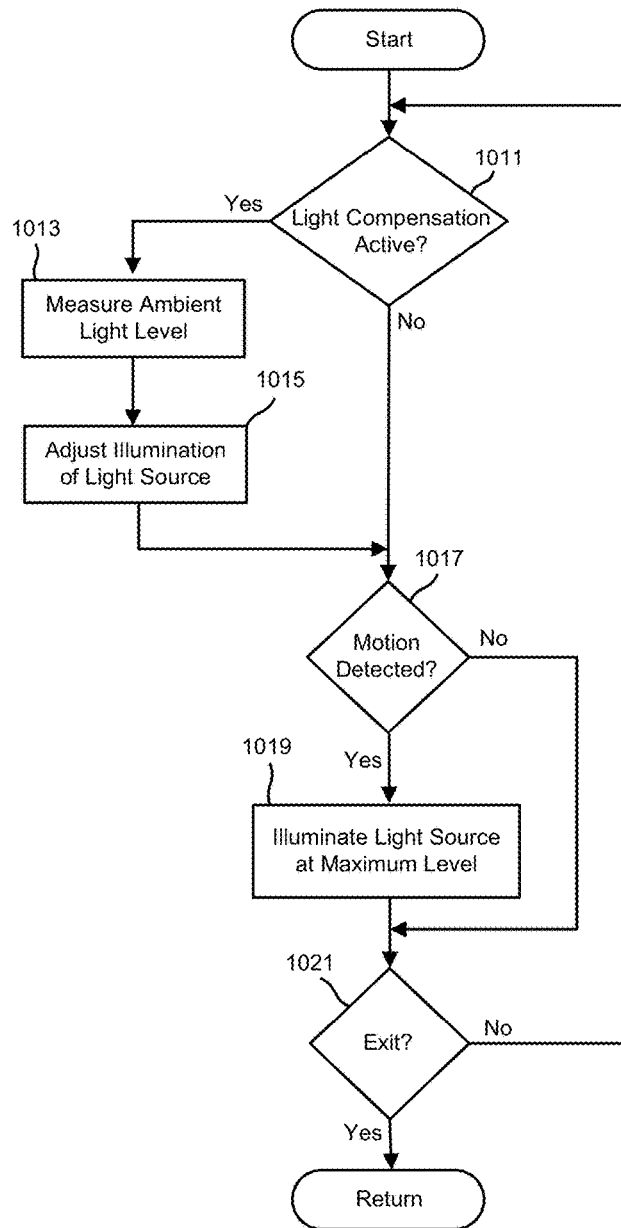 Start
1011
Light Compensation
Active?
Yes
No
1013
Measure Ambient
Light Level
1015
Adjust Illumination
of Light Source
1017
Motion
Detected?
No
Yes
1019
Illuminate Light Source
at Maximum Level
1021
Exit?
No
Yes
Return